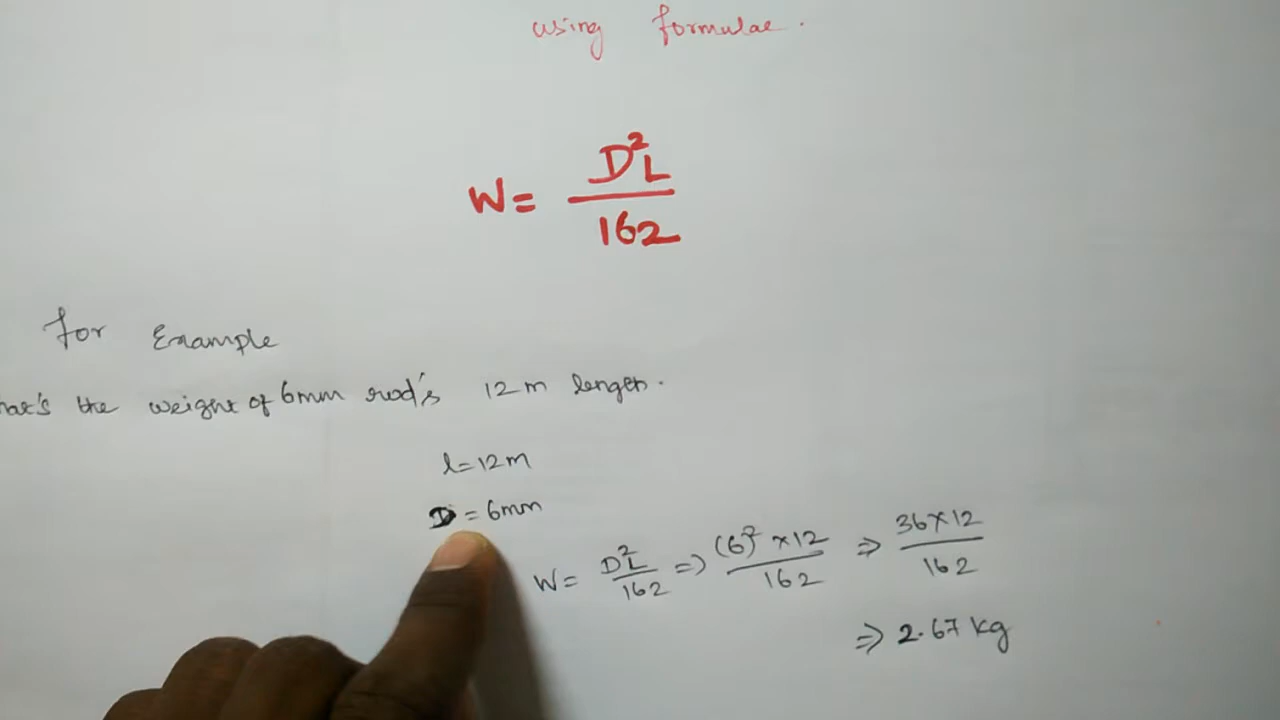 using formulae.
W = D²L / 162
for Example
hat's the weight of 6mm rod's 12m length.
l = 12m
D = 6mm
W = D²L / 162 => (6)² × 12 / 162 => 36 × 12 / 162
=> 2.67 kg